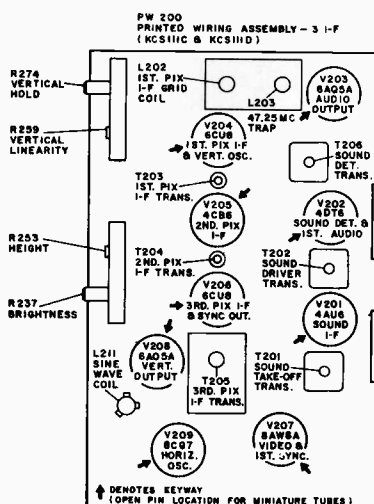 PW 200
PRINTED WIRING ASSEMBLY - 3 I-F
(KCS111C & KCS111D)
R274
VERTICAL
HOLD
L202
1ST. PIX
I-F GRID
COIL
L203
47.25 MC
TRAP
V203
6AQ5A
AUDIO
OUTPUT
R259
VERTICAL
LINEARITY
V204
6CU8
1ST. PIX I-F
& VERT. OSC.
T206
SOUND
DET.
TRANS.
T203
1ST. PIX
I-F TRANS.
V205
4CB6
2ND. PIX
I-F
V202
4DT6
SOUND DET. &
1ST. AUDIO
R253
HEIGHT
T204
2ND. PIX
I-F TRANS.
T202
SOUND
DRIVER
TRANS.
R237
BRIGHTNESS
V206
6CU8
3RD. PIX I-F
& SYNC OUT.
V201
4AU6
SOUND
I-F
V208
6AQ5A
VERT.
OUTPUT
L211
SINE
WAVE
COIL
T205
3RD. PIX
I-F TRANS.
T201
SOUND
TAKE-OFF
TRANS.
V209
6CG7
HORIZ.
OSC.
V207
8AW8A
VIDEO &
1ST. SYNC.
DENOTES KEYWAY
(OPEN PIN LOCATION FOR MINIATURE TUBES)